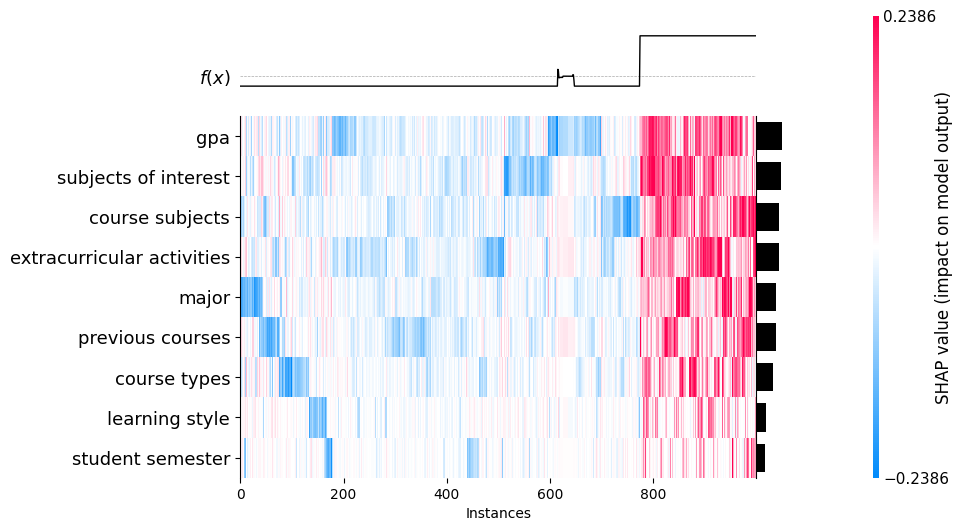 0.2386
f(x)
gpa
subjects of interest
course subjects
extracurricular activities
major
previous courses
course types
learning style
student semester
0 200 400 600 800
Instances
−0.2386
SHAP value (impact on model output)